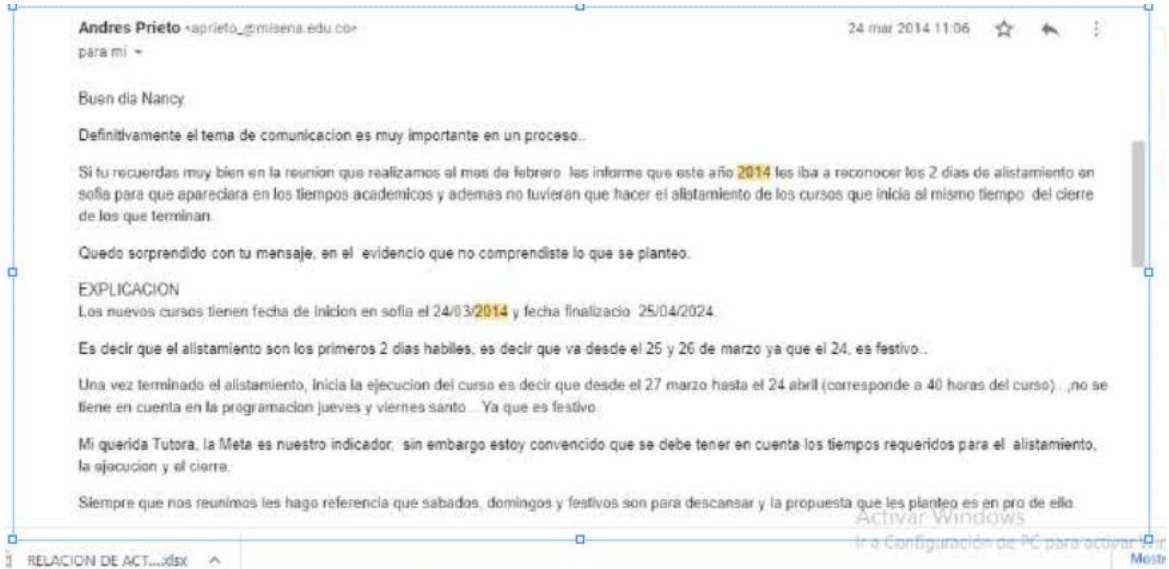 Andres Prieto <aprieto_@misena.edu.co> 24 mar 2014 11:06
para mi
Buen dia Nancy
Definitivamente el tema de comunicacion es muy importante en un proceso..
Si tu recuerdas muy bien en la reunion que realizamos el mes de febrero les informe que este año 2014 les iba a reconocer los 2 dias de alistamiento en
sofia para que apareciara en los tiempos academicos y ademas no tuvieran que hacer el alistamiento de los cursos que inicia al mismo tiempo del cierre
de los que terminan.
Quedo sorprendido con tu mensaje, en el evidencio que no comprendiste lo que se planteo.
EXPLICACION
Los nuevos cursos tienen fecha de inicion en sofia el 24/03/2014 y fecha finalizacio 25/04/2024.
Es decir que el alistamiento son los primeros 2 dias habiles, es decir que va desde el 25 y 26 de marzo ya que el 24, es festivo..
Una vez terminado el alistamiento, inicia la ejecucion del curso es decir que desde el 27 marzo hasta el 24 abril (corresponde a 40 horas del curso)...,no se
tiene en cuenta en la programacion jueves y viernes santo... Ya que es festivo.
Mi querida Tutora, la Meta es nuestro indicador, sin embargo estoy convencido que se debe tener en cuenta los tiempos requeridos para el alistamiento,
la ejecucion y el cierre.
Siempre que nos reunimos les hago referencia que sabados, domingos y festivos son para descansar y la propuesta que les planteo es en pro de ello.
Activar Windows
Ir a Configuración de PC para activar Win
RELACION DE ACT....xlsx
Mostr